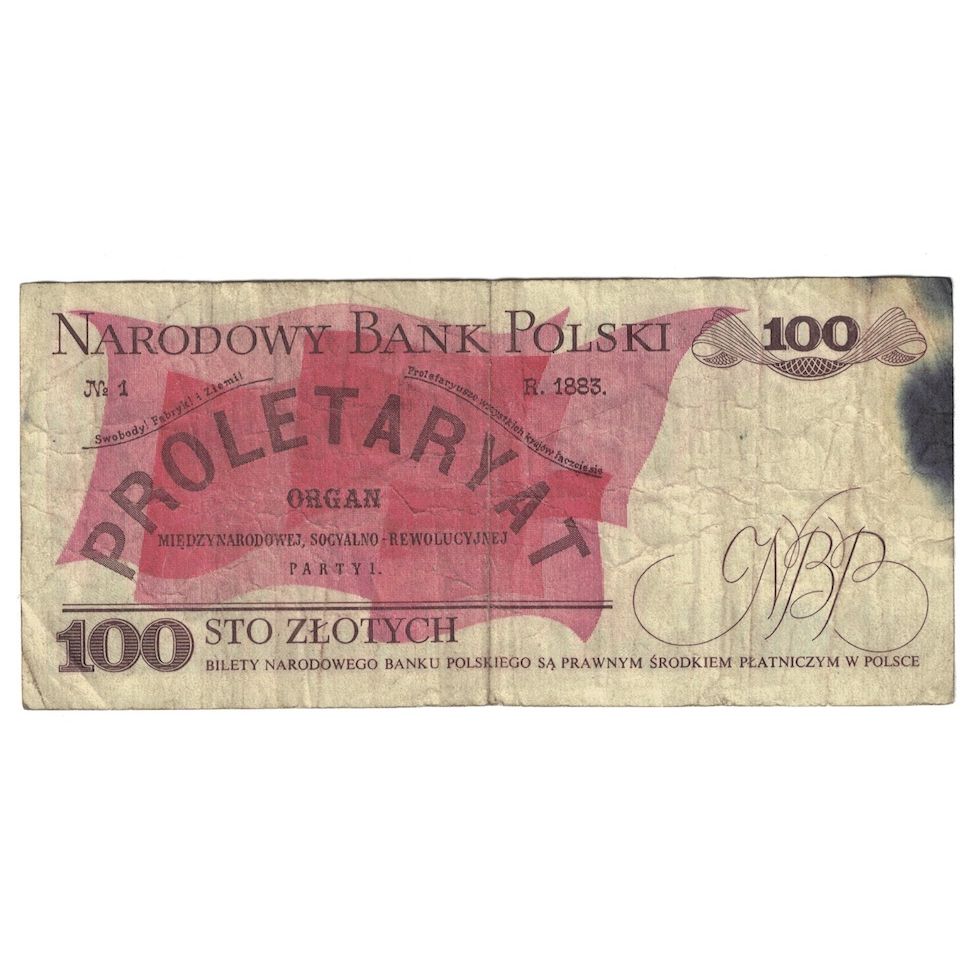 NARODOWY BANK POLSKI 100
№ 1
R. 1883.
Swobody! Fabryki i Ziemi!
Proletaryusze wszystkich krajów łączcie się
PROLETARYAT
ORGAN
MIĘDZYNARODOWEJ, SOCYALNO-REWOLUCYJNEJ
PARTYI.
NBP
100 STO ZŁOTYCH
BILETY NARODOWEGO BANKU POLSKIEGO SĄ PRAWNYM ŚRODKIEM PŁATNICZYM W POLSCE